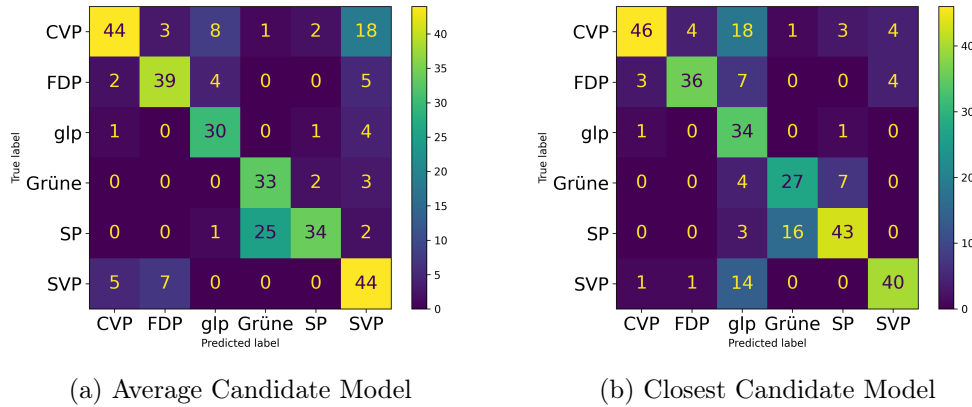 CVP 44 3 8 1 2 18
FDP 2 39 4 0 0 5
glp 1 0 30 0 1 4
Grüne 0 0 0 33 2 3
SP 0 0 1 25 34 2
SVP 5 7 0 0 0 44
CVP FDP glp Grüne SP SVP
True label
Predicted label
40
35
30
25
20
15
10
5
0
(a) Average Candidate Model
CVP 46 4 18 1 3 4
FDP 3 36 7 0 0 4
glp 1 0 34 0 1 0
Grüne 0 0 4 27 7 0
SP 0 0 3 16 43 0
SVP 1 1 14 0 0 40
CVP FDP glp Grüne SP SVP
True label
Predicted label
40
30
20
10
0
(b) Closest Candidate Model